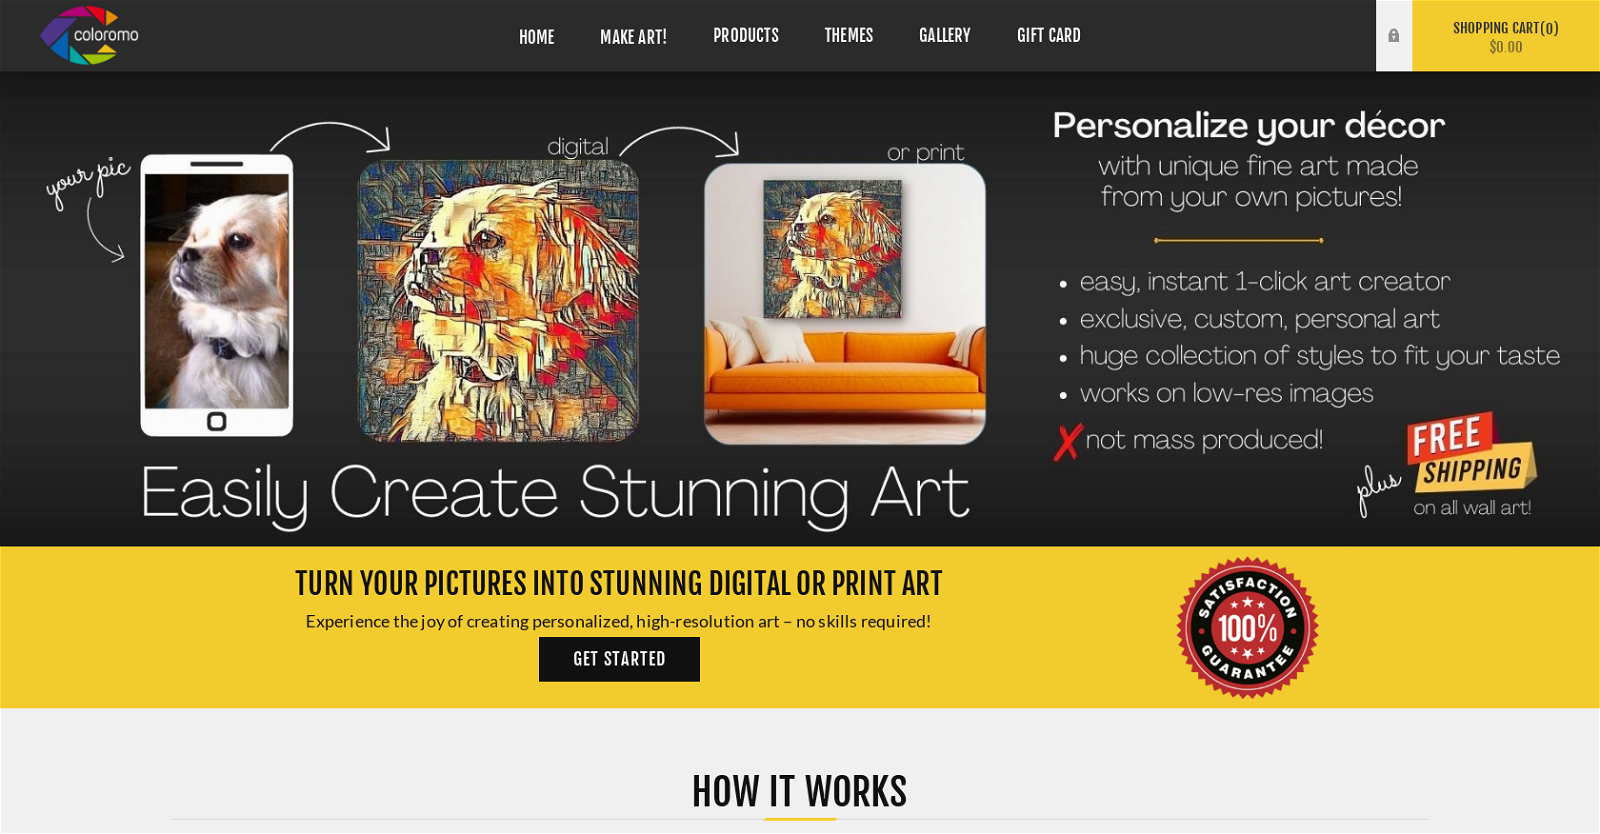 coloromo
HOME
MAKE ART!
PRODUCTS
THEMES
GALLERY
GIFT CARD
SHOPPING CART(0)
$0.00
your pic
digital
or print
Easily Create Stunning Art
Personalize your décor
with unique fine art made
from your own pictures!
• easy, instant 1-click art creator
• exclusive, custom, personal art
• huge collection of styles to fit your taste
• works on low-res images
✗ not mass produced!
plus
FREE
SHIPPING
on all wall art!
TURN YOUR PICTURES INTO STUNNING DIGITAL OR PRINT ART
Experience the joy of creating personalized, high-resolution art – no skills required!
GET STARTED
SATISFACTION
100%
GUARANTEE
HOW IT WORKS